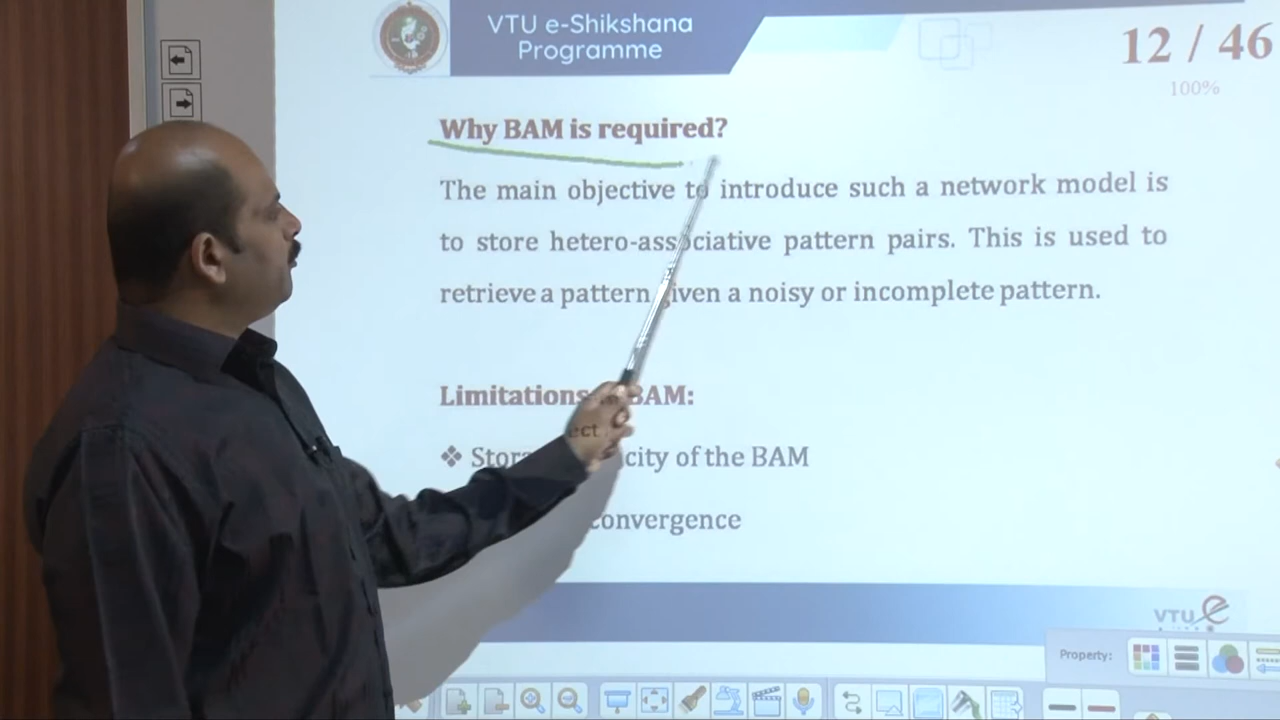 VTU e-Shikshana
Programme
12 / 46
100%
Why BAM is required?
The main objective to introduce such a network model is
to store hetero-associative pattern pairs. This is used to
retrieve a pattern given a noisy or incomplete pattern.
Limitations BAM:
❖ of the BAM
convergence
VTU e
Property: